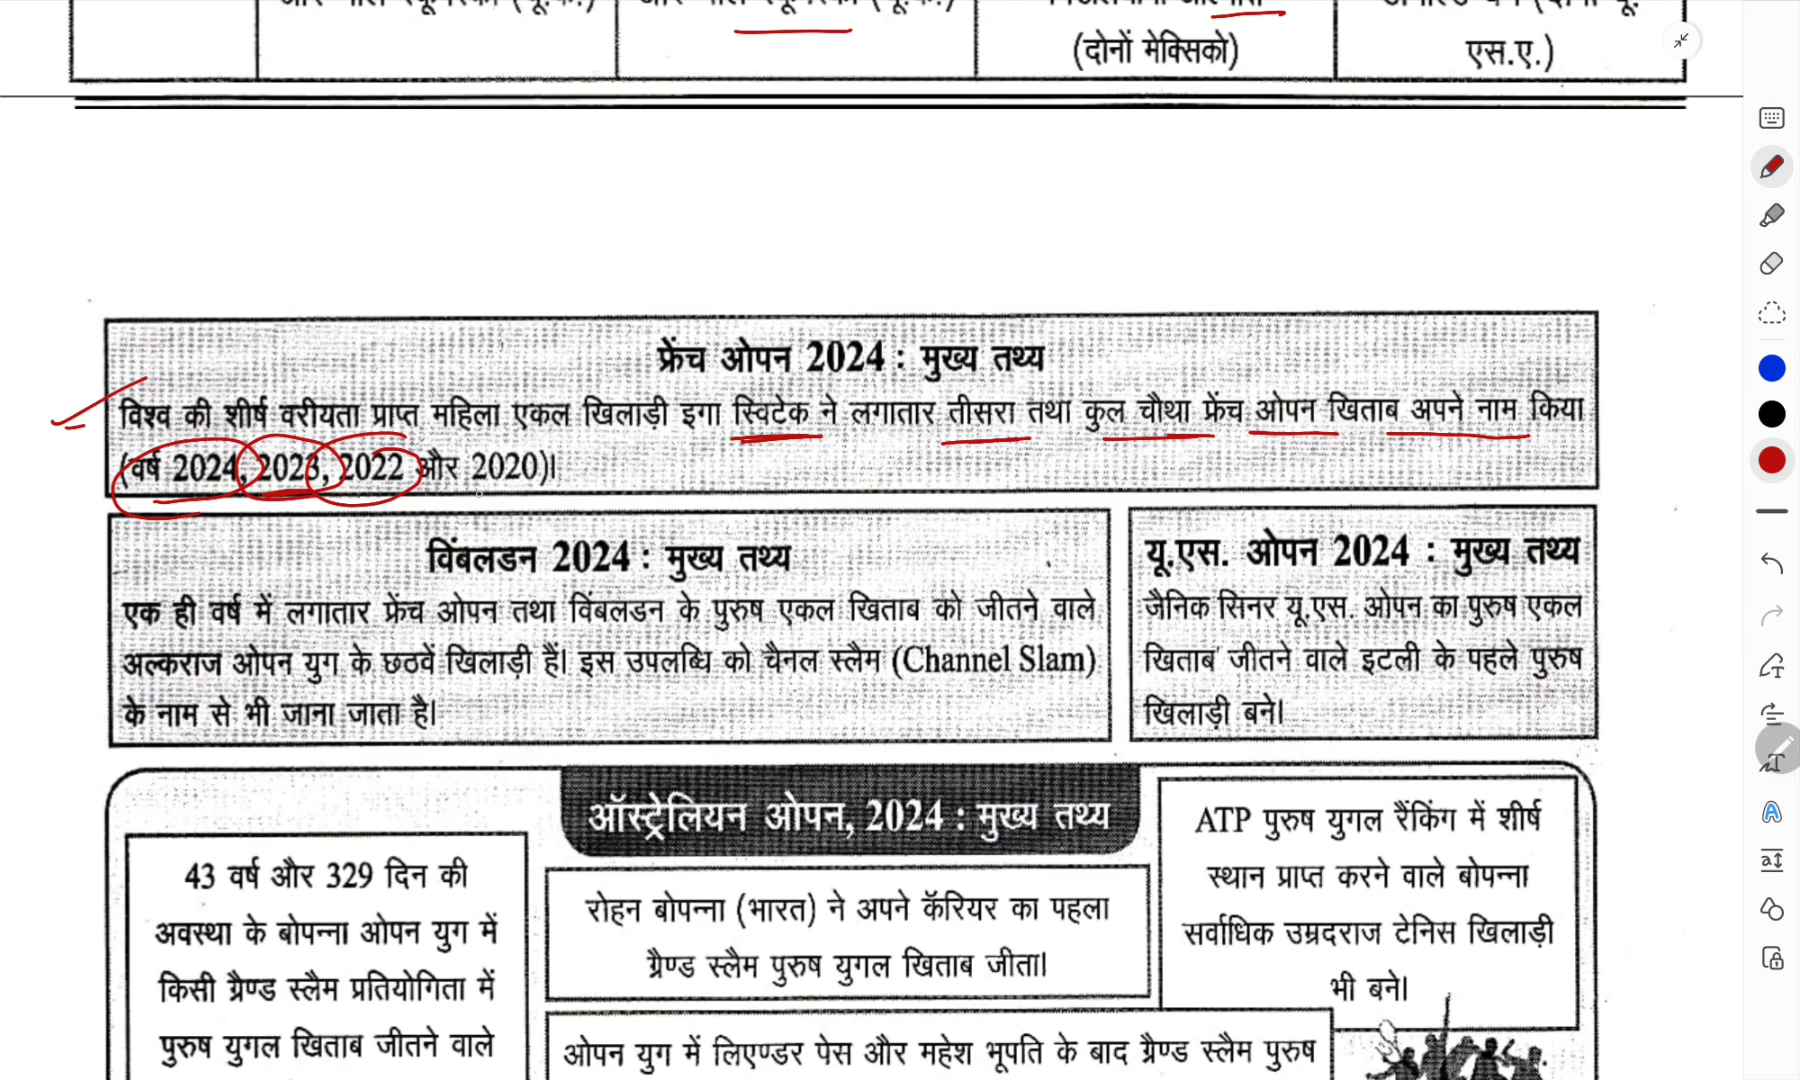 (दोनों मेक्सिको)
एस.ए.)
फ्रेंच ओपन 2024 : मुख्य तथ्य
विश्व की शीर्ष वरीयता प्राप्त महिला एकल खिलाड़ी इगा स्विटेक ने लगातार तीसरा तथा कुल चौथा फ्रेंच ओपन खिताब अपने नाम किया
(वर्ष 2024, 2023, 2022 और 2020)।
विंबलडन 2024 : मुख्य तथ्य
एक ही वर्ष में लगातार फ्रेंच ओपन तथा विंबलडन के पुरुष एकल खिताब को जीतने वाले
अल्कराज ओपन युग के छठवें खिलाड़ी हैं। इस उपलब्धि को चैनल स्लैम (Channel Slam)
के नाम से भी जाना जाता है।
यू.एस. ओपन 2024 : मुख्य तथ्य
जैनिक सिनर यू.एस. ओपन का पुरुष एकल
खिताब जीतने वाले इटली के पहले पुरुष
खिलाड़ी बने।
ऑस्ट्रेलियन ओपन, 2024 : मुख्य तथ्य
43 वर्ष और 329 दिन की
अवस्था के बोपन्ना ओपन युग में
किसी ग्रैण्ड स्लैम प्रतियोगिता में
पुरुष युगल खिताब जीतने वाले
रोहन बोपन्ना (भारत) ने अपने कॅरियर का पहला
ग्रैण्ड स्लैम पुरुष युगल खिताब जीता।
ओपन युग में लिएण्डर पेस और महेश भूपति के बाद ग्रैण्ड स्लैम पुरुष
ATP पुरुष युगल रैंकिंग में शीर्ष
स्थान प्राप्त करने वाले बोपन्ना
सर्वाधिक उम्रदराज टेनिस खिलाड़ी
भी बने।